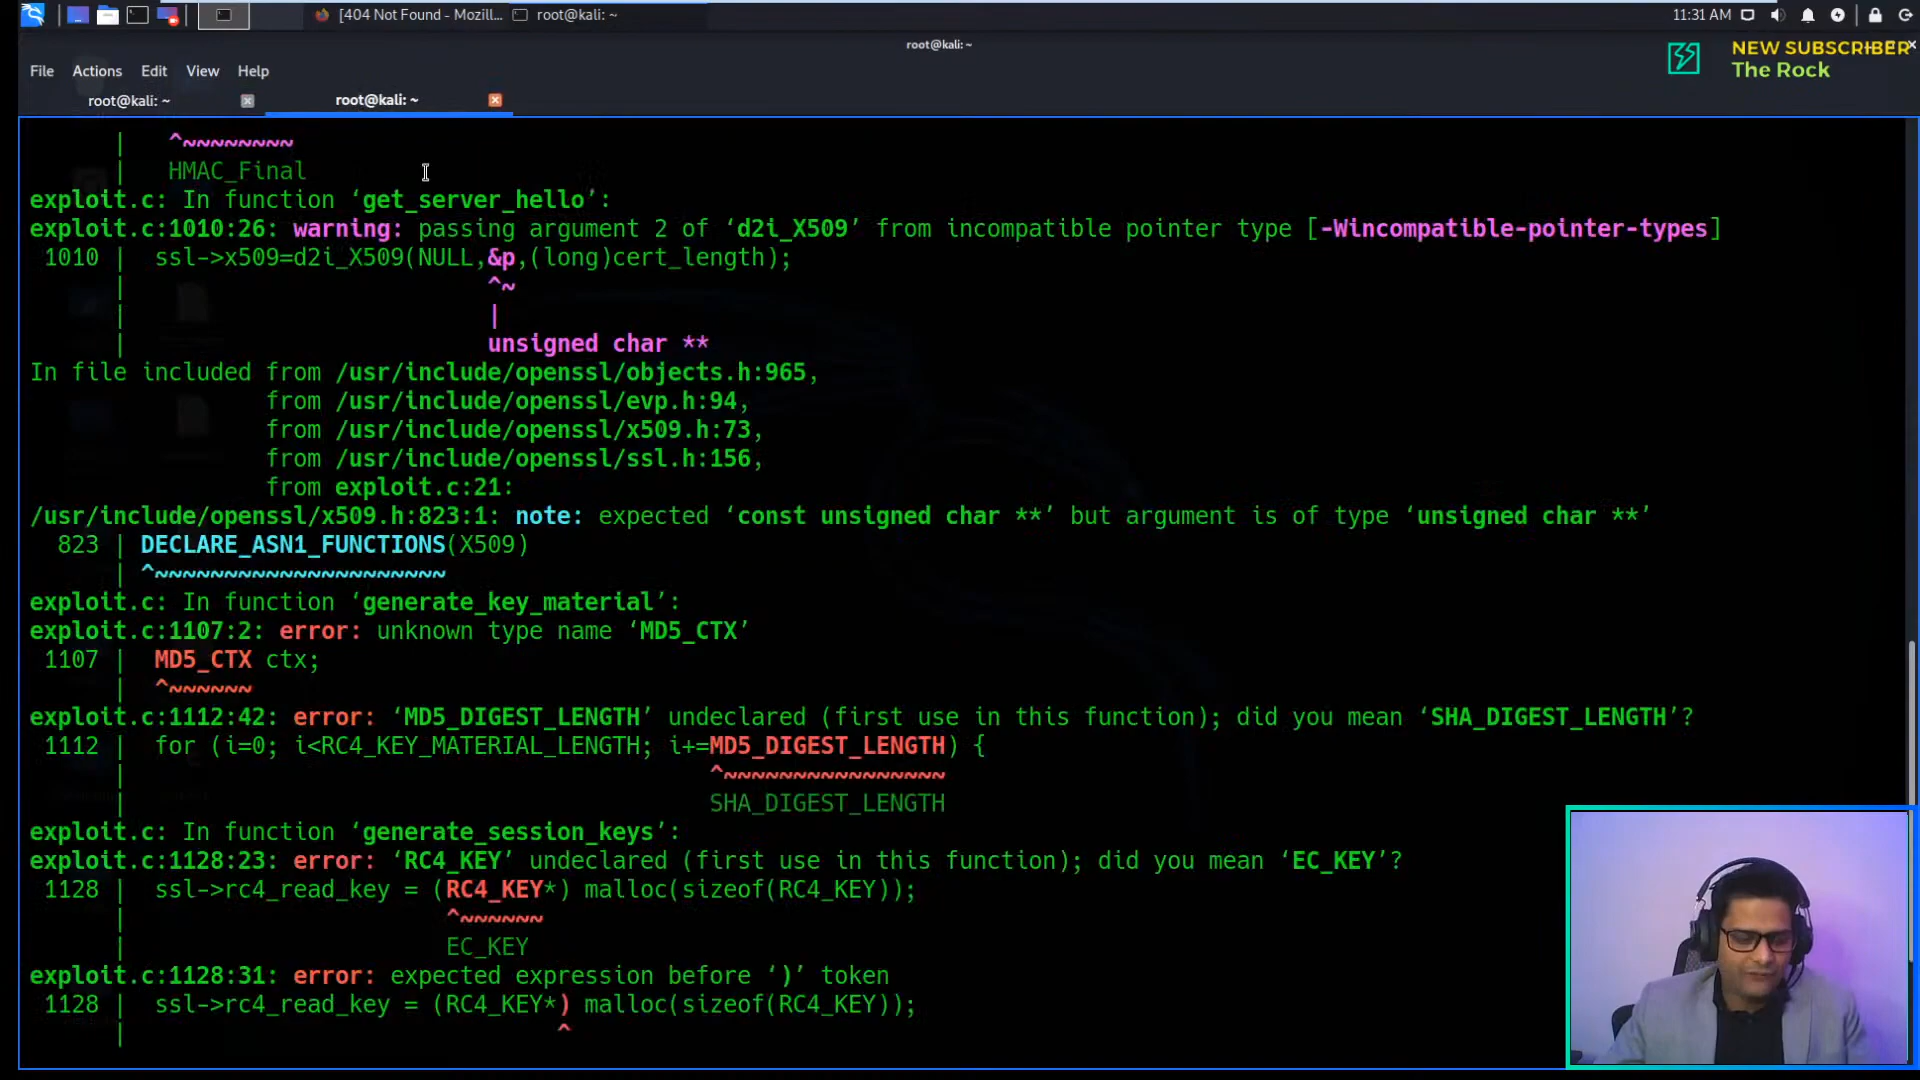 [404 Not Found - Mozill...
root@kali: ~
11:31 AM
root@kali: ~
NEW SUBSCRIBER
The Rock
File Actions Edit View Help
root@kali: ~
root@kali: ~
| ^~~~~~~~~
| HMAC_Final
exploit.c: In function ‘get_server_hello’:
exploit.c:1010:26: warning: passing argument 2 of ‘d2i_X509’ from incompatible pointer type [-Wincompatible-pointer-types]
1010 | ssl->x509=d2i_X509(NULL,&p,(long)cert_length);
| ^~
| |
| unsigned char **
In file included from /usr/include/openssl/objects.h:965,
from /usr/include/openssl/evp.h:94,
from /usr/include/openssl/x509.h:73,
from /usr/include/openssl/ssl.h:156,
from exploit.c:21:
/usr/include/openssl/x509.h:823:1: note: expected ‘const unsigned char **’ but argument is of type ‘unsigned char **’
823 | DECLARE_ASN1_FUNCTIONS(X509)
| ^~~~~~~~~~~~~~~~~~~~~~
exploit.c: In function ‘generate_key_material’:
exploit.c:1107:2: error: unknown type name ‘MD5_CTX’
1107 | MD5_CTX ctx;
| ^~~~~~~
exploit.c:1112:42: error: ‘MD5_DIGEST_LENGTH’ undeclared (first use in this function); did you mean ‘SHA_DIGEST_LENGTH’?
1112 | for (i=0; i<RC4_KEY_MATERIAL_LENGTH; i+=MD5_DIGEST_LENGTH) {
| ^~~~~~~~~~~~~~~~~
| SHA_DIGEST_LENGTH
exploit.c: In function ‘generate_session_keys’:
exploit.c:1128:23: error: ‘RC4_KEY’ undeclared (first use in this function); did you mean ‘EC_KEY’?
1128 | ssl->rc4_read_key = (RC4_KEY*) malloc(sizeof(RC4_KEY));
| ^~~~~~~
| EC_KEY
exploit.c:1128:31: error: expected expression before ‘)’ token
1128 | ssl->rc4_read_key = (RC4_KEY*) malloc(sizeof(RC4_KEY));
| ^